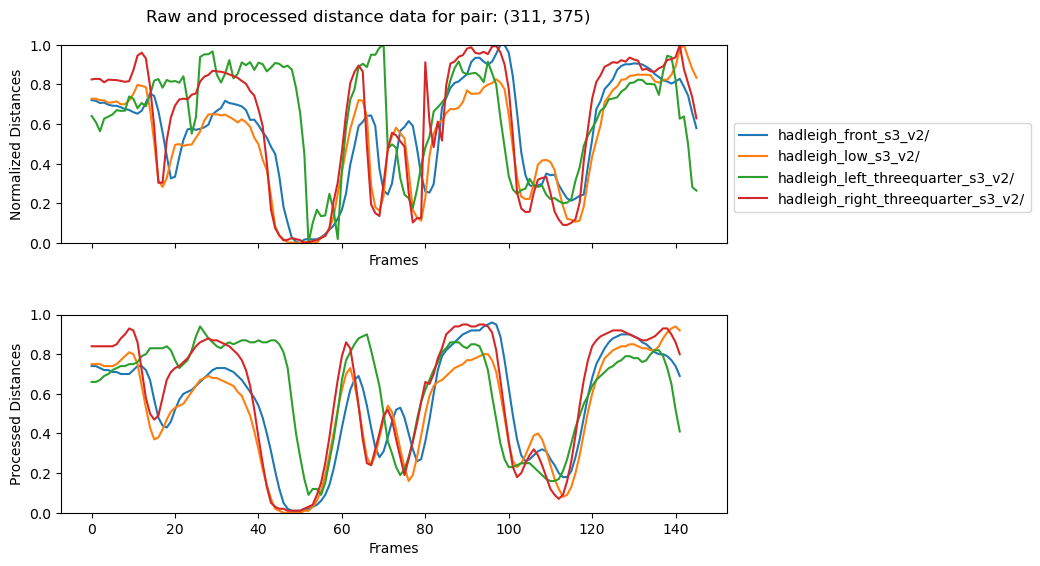 Raw and processed distance data for pair: (311, 375)
1.0
0.8
0.6
0.4
0.2
0.0
Normalized Distances
Frames
hadleigh_front_s3_v2/
hadleigh_low_s3_v2/
hadleigh_left_threequarter_s3_v2/
hadleigh_right_threequarter_s3_v2/
1.0
0.8
0.6
0.4
0.2
0.0
Processed Distances
0 20 40 60 80 100 120 140
Frames